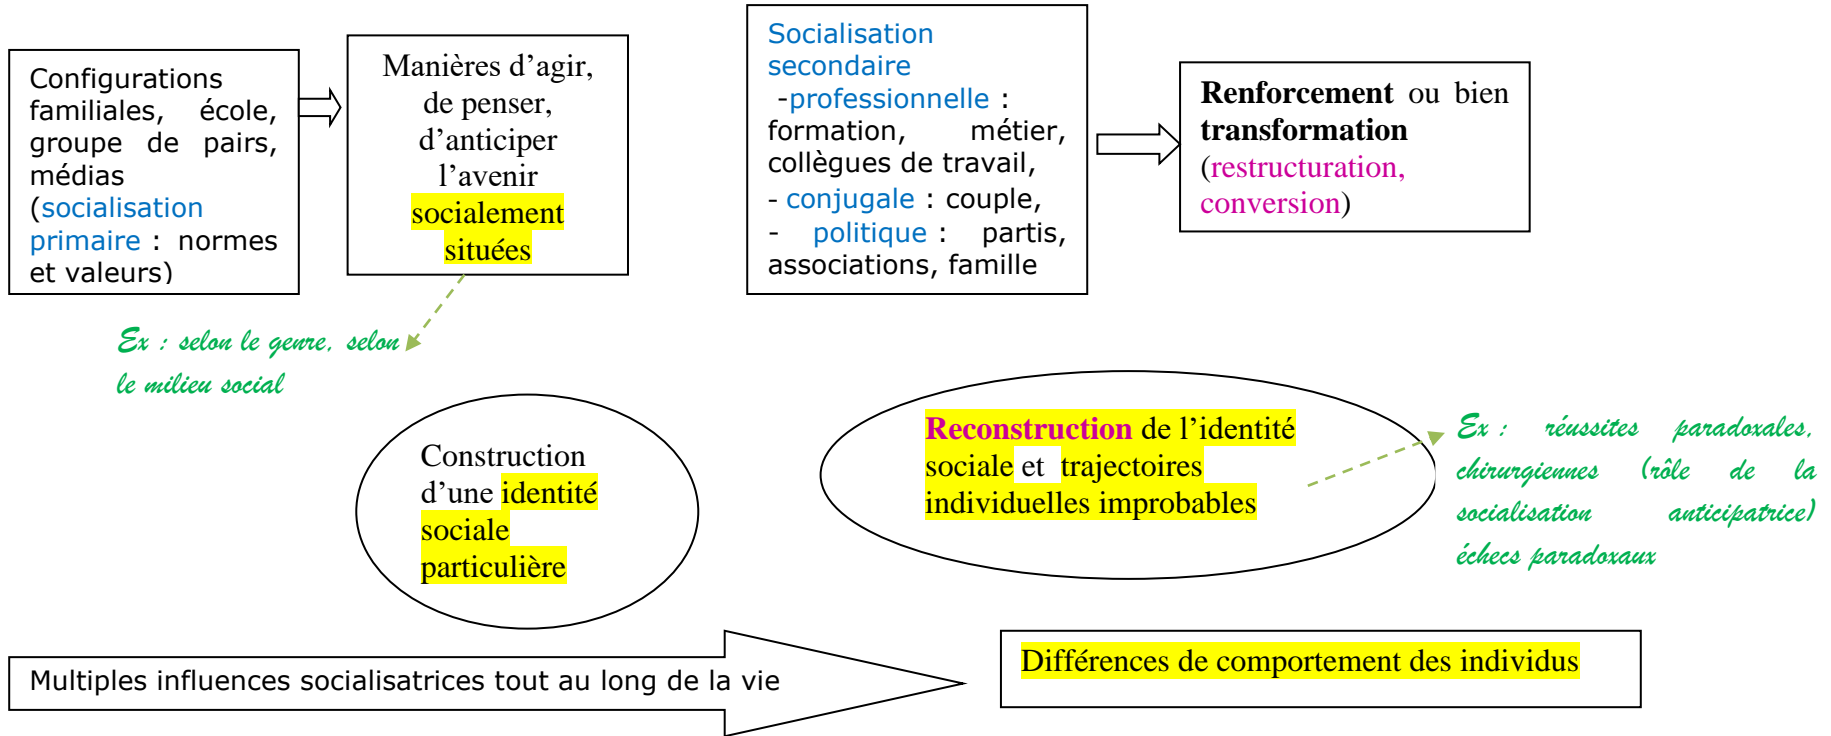 Configurations
familiales, école,
groupe de pairs,
médias
(socialisation
primaire : normes
et valeurs)
Manières d’agir,
de penser,
d’anticiper
l’avenir
socialement
situées
Socialisation
secondaire
-professionnelle :
formation, métier,
collègues de travail,
- conjugale : couple,
- politique : partis,
associations, famille
Renforcement ou bien
transformation
(restructuration,
conversion)
Ex : selon le genre, selon
le milieu social
Construction
d’une identité
sociale
particulière
Reconstruction de l’identité
sociale et trajectoires
individuelles improbables
Ex : réussites paradoxales,
chirurgiennes (rôle de la
socialisation anticipatrice)
échecs paradoxaux
Multiples influences socialisatrices tout au long de la vie
Différences de comportement des individus